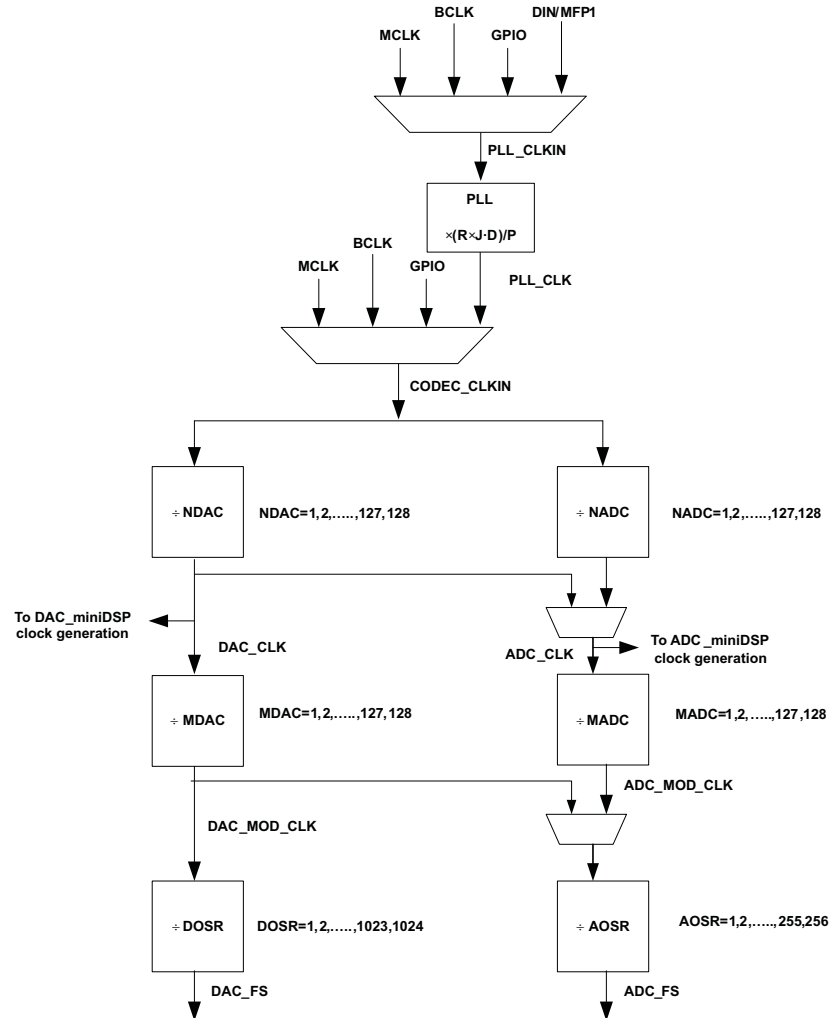 BCLK
DIN/MFP1
MCLK
GPIO
PLL_CLKIN
PLL
×(R×J·D)/P
BCLK
MCLK
GPIO
PLL_CLK
CODEC_CLKIN
÷ NDAC
NDAC=1,2,…..,127,128
÷ NADC
NADC=1,2,…..,127,128
To DAC_miniDSP
clock generation
DAC_CLK
ADC_CLK
To ADC_miniDSP
clock generation
÷ MDAC
MDAC=1,2,…..,127,128
÷ MADC
MADC=1,2,…..,127,128
ADC_MOD_CLK
DAC_MOD_CLK
÷ DOSR
DOSR=1,2,…..,1023,1024
÷ AOSR
AOSR=1,2,…..,255,256
DAC_FS
ADC_FS